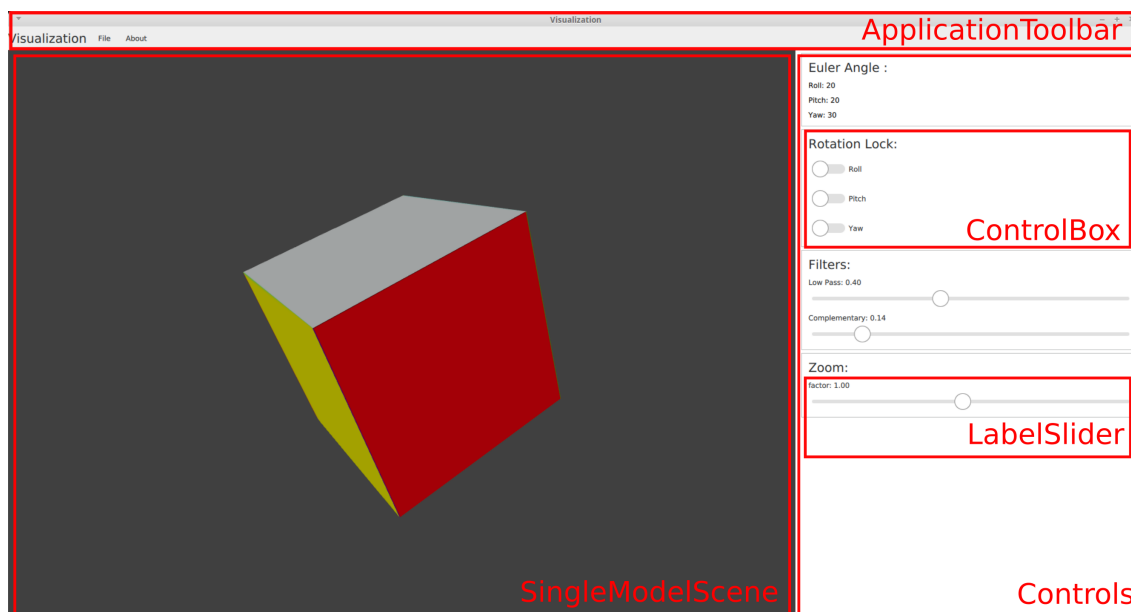 Visualization
Visualization File About
ApplicationToolbar
Euler Angle :
Roll: 20
Pitch: 20
Yaw: 30
Rotation Lock:
Roll
Pitch
Yaw
ControlBox
Filters:
Low Pass: 0.40
Complementary: 0.14
Zoom:
factor: 1.00
LabelSlider
SingleModelScene
Controls